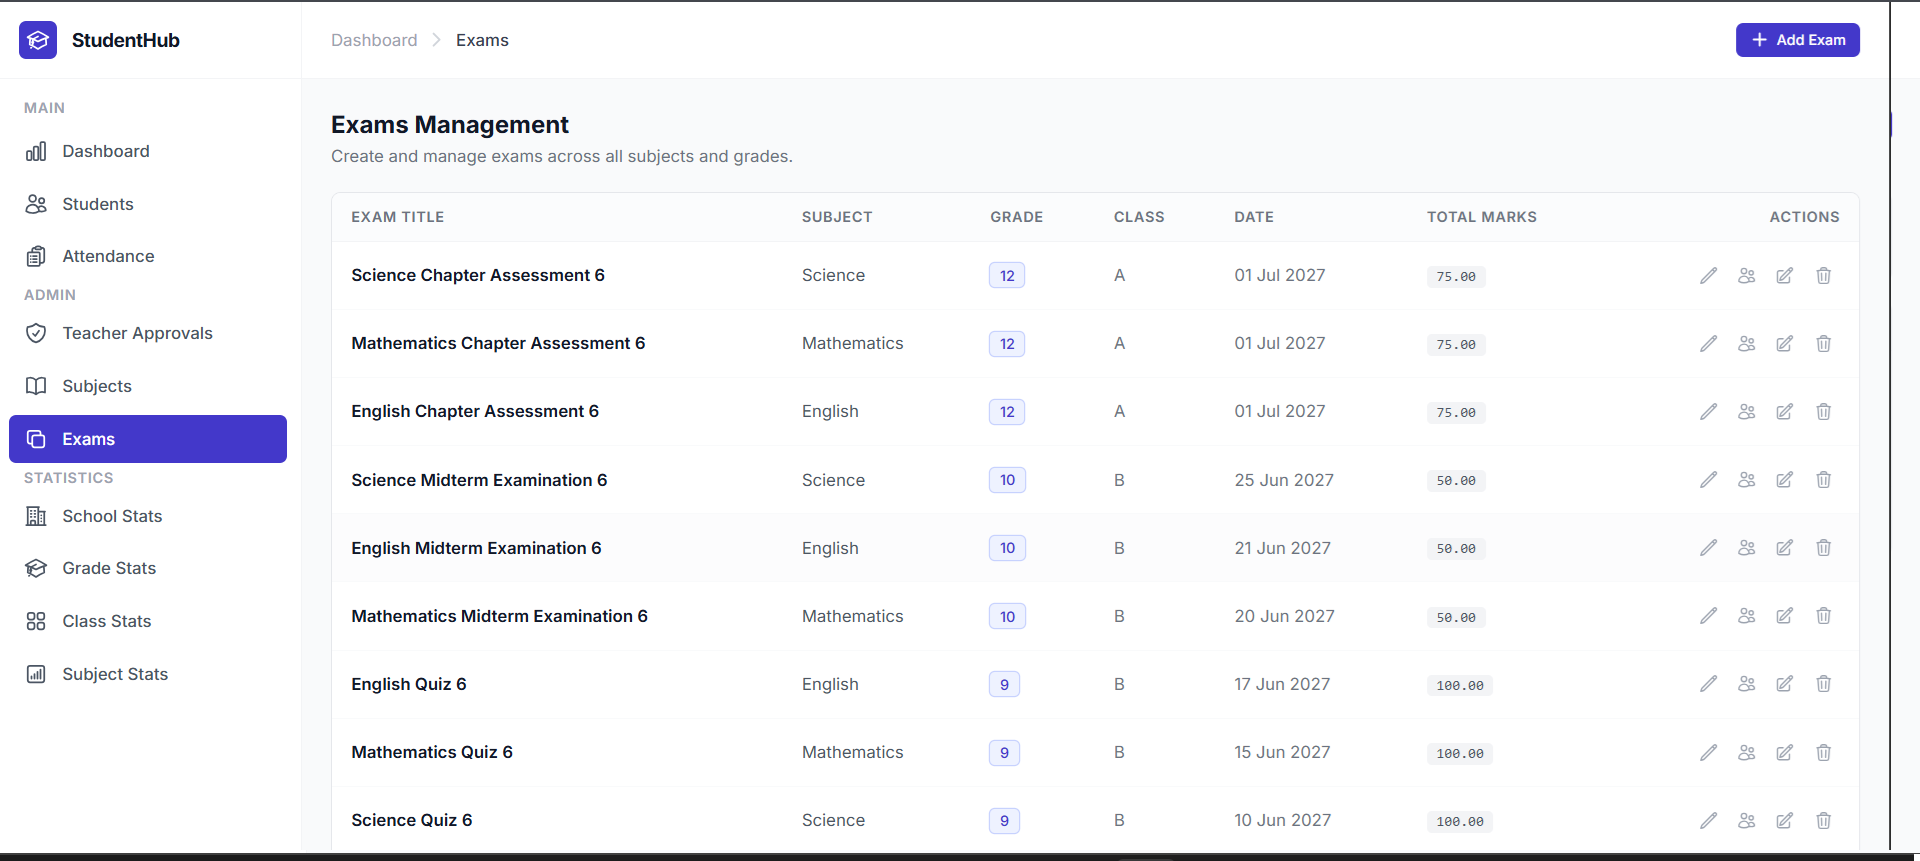 StudentHub
Dashboard > Exams
+ Add Exam
MAIN
Dashboard
Students
Attendance
ADMIN
Teacher Approvals
Subjects
Exams
STATISTICS
School Stats
Grade Stats
Class Stats
Subject Stats
Exams Management
Create and manage exams across all subjects and grades.
EXAM TITLE SUBJECT GRADE CLASS DATE TOTAL MARKS ACTIONS
Science Chapter Assessment 6 Science 12 A 01 Jul 2027 75.00
Mathematics Chapter Assessment 6 Mathematics 12 A 01 Jul 2027 75.00
English Chapter Assessment 6 English 12 A 01 Jul 2027 75.00
Science Midterm Examination 6 Science 10 B 25 Jun 2027 50.00
English Midterm Examination 6 English 10 B 21 Jun 2027 50.00
Mathematics Midterm Examination 6 Mathematics 10 B 20 Jun 2027 50.00
English Quiz 6 English 9 B 17 Jun 2027 100.00
Mathematics Quiz 6 Mathematics 9 B 15 Jun 2027 100.00
Science Quiz 6 Science 9 B 10 Jun 2027 100.00